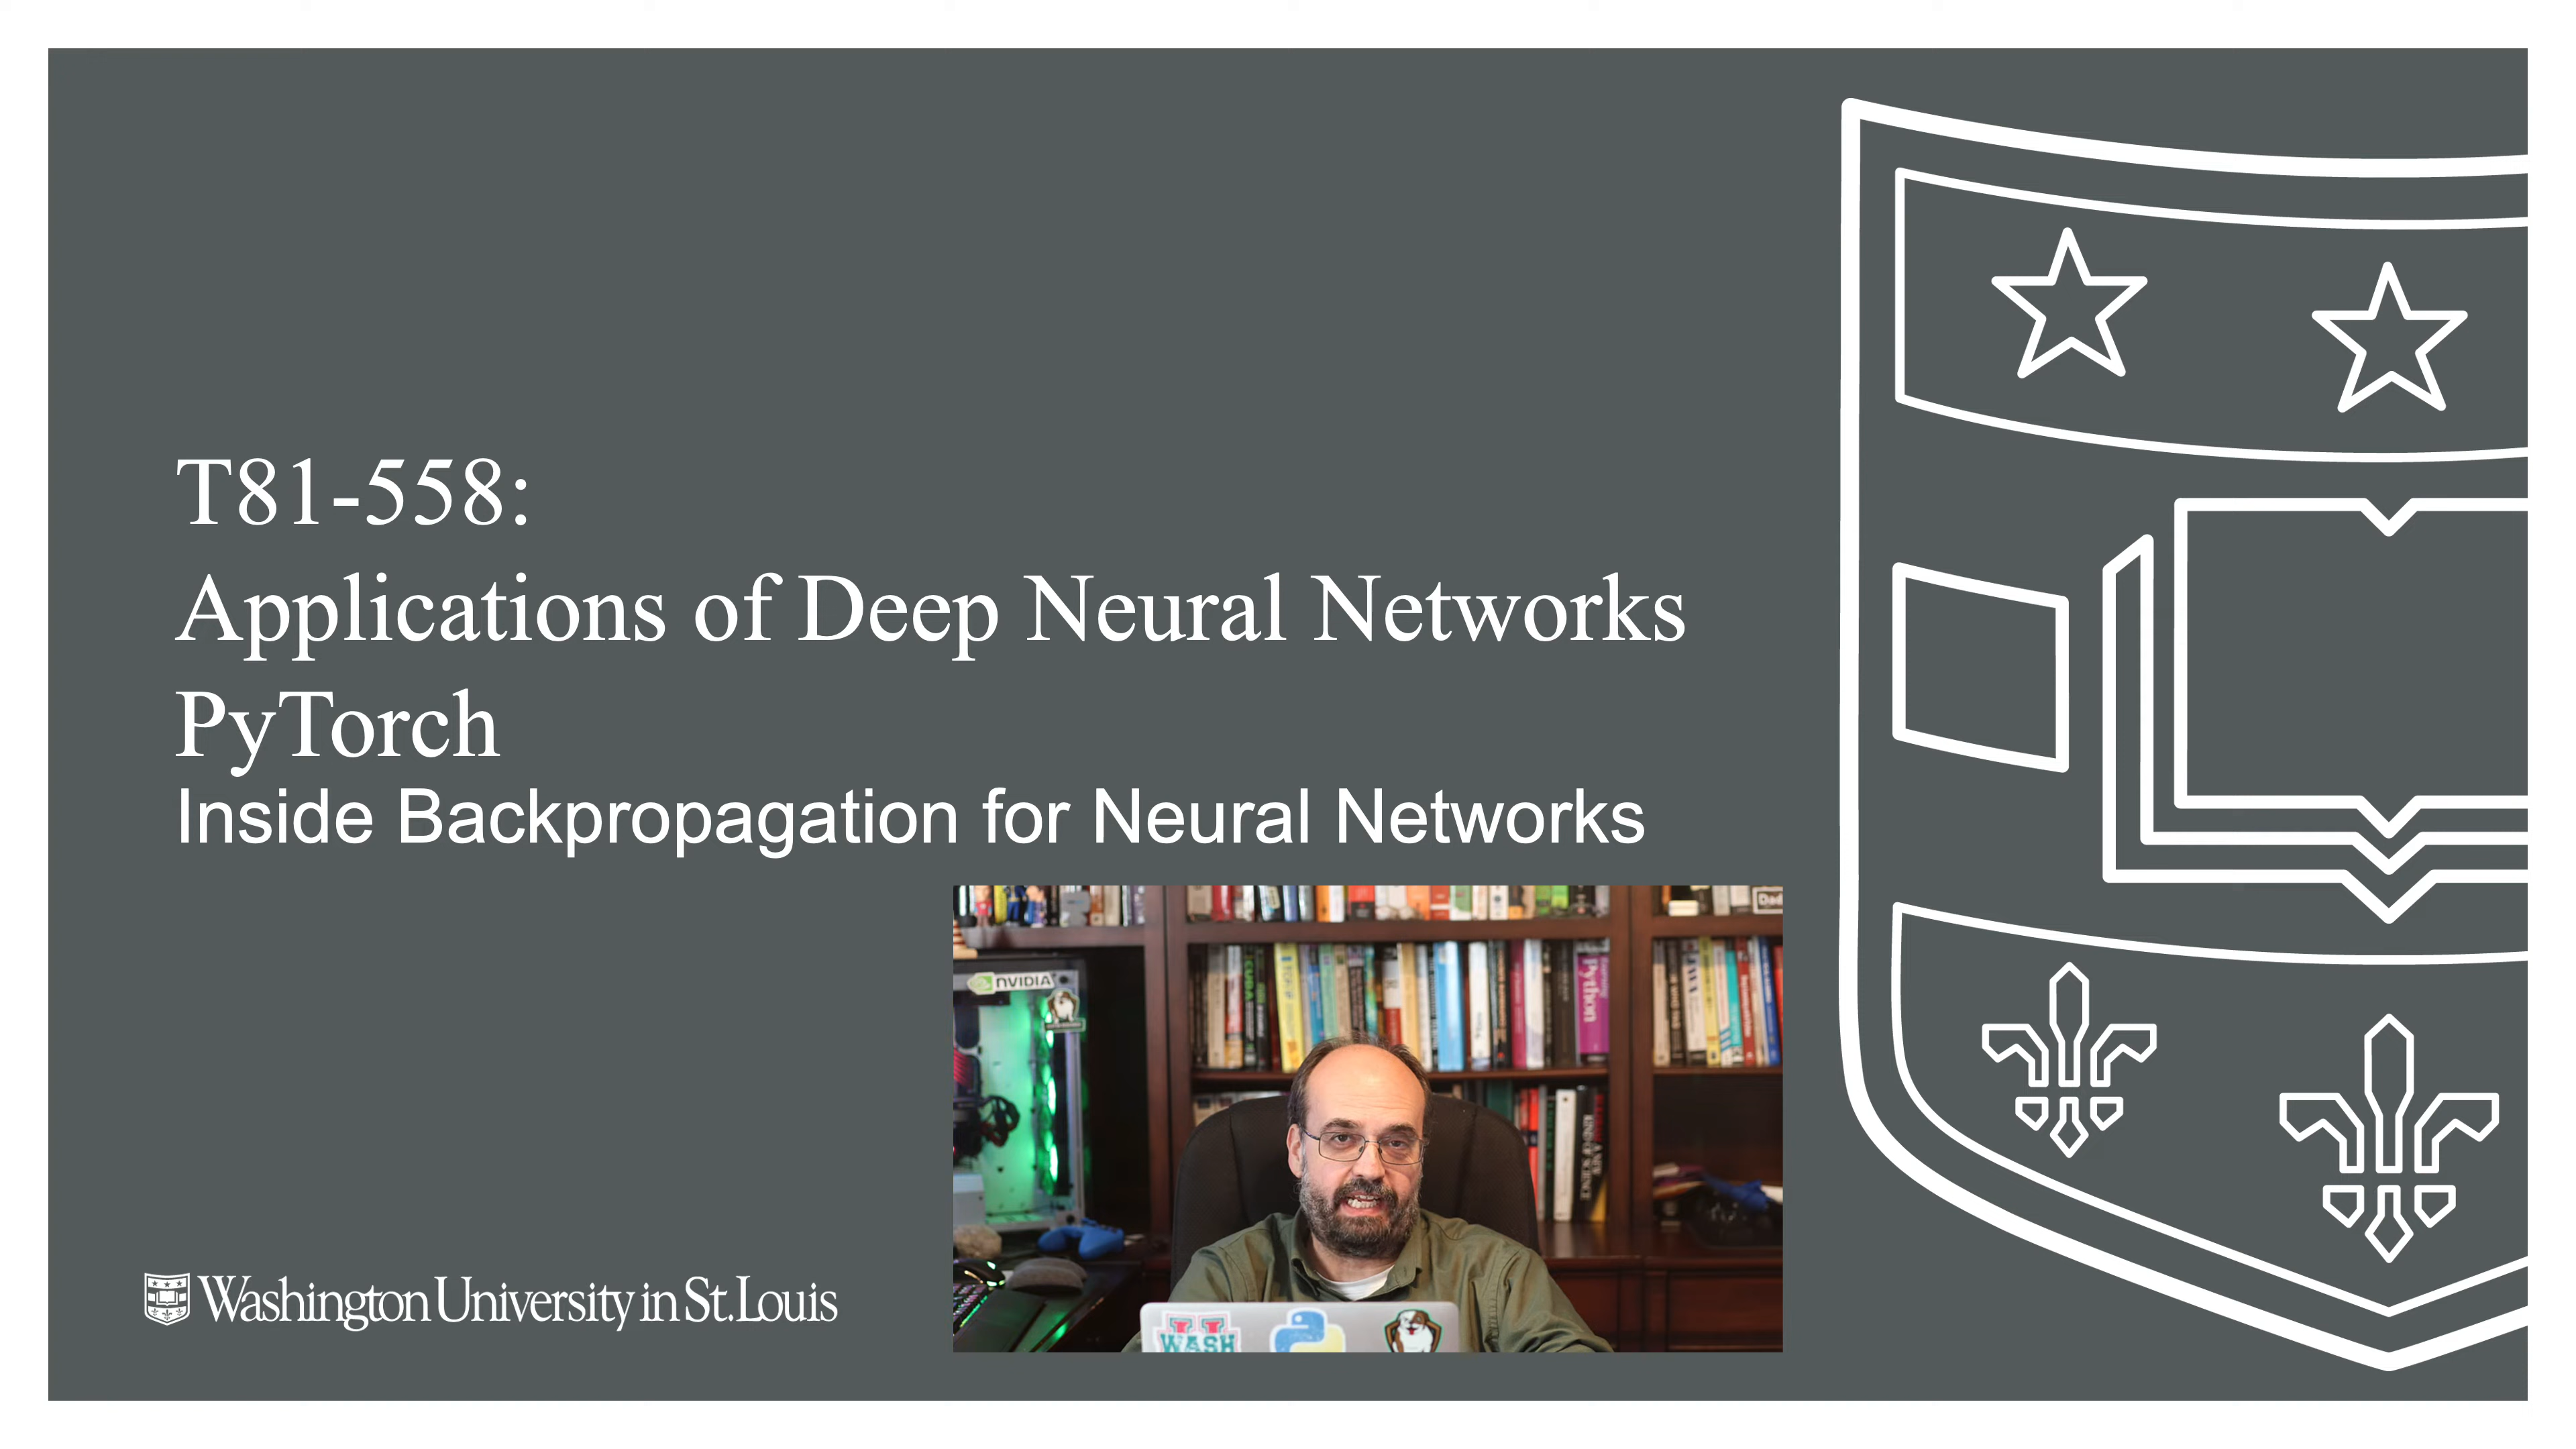 T81-558:
Applications of Deep Neural Networks
PyTorch
Inside Backpropagation for Neural Networks
NVIDIA
Python
Washington University in St.Louis
WASH